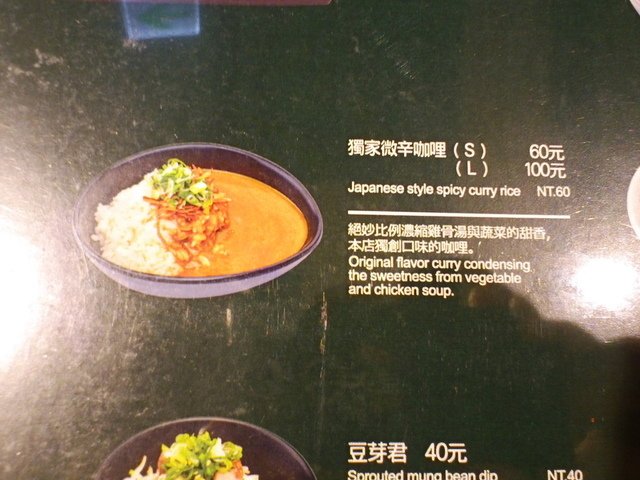 獨家微辛咖哩 (S) 60元
(L) 100元
Japanese style spicy curry rice NT.60
絕妙比例濃縮雞骨湯與蔬菜的甜香,
本店獨創口味的咖哩。
Original flavor curry condensing
the sweetness from vegetable
and chicken soup.
豆芽君 40元
Sprouted mung bean dip NT.40